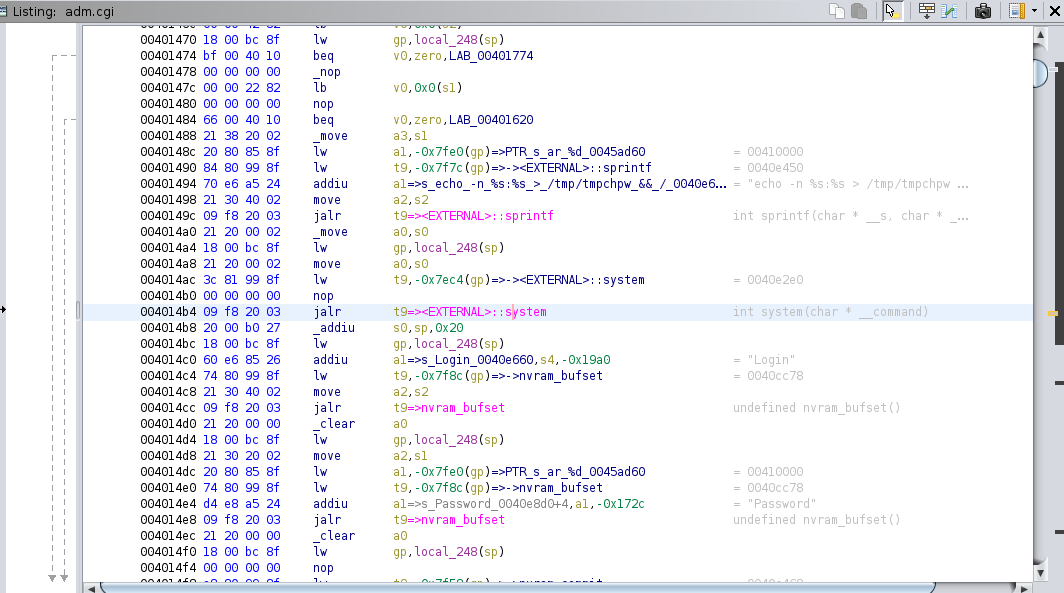 Listing: adm.cgi
00401470 18 00 bc 8f lw gp,local_248(sp)
00401474 bf 00 40 10 beq v0,zero,LAB_00401774
00401478 00 00 00 00 _nop
0040147c 00 00 22 82 lb v0,0x0(s1)
00401480 00 00 00 00 nop
00401484 66 00 40 10 beq v0,zero,LAB_00401620
00401488 21 38 20 02 _move a3,s1
0040148c 20 80 85 8f lw a1,-0x7fe0(gp)=>PTR_s_ar_%d_0045ad60 = 00410000
00401490 84 80 99 8f lw t9,-0x7f7c(gp)=>-><EXTERNAL>::sprintf = 0040e450
00401494 70 e6 a5 24 addiu a1=>s_echo_-n_%s:%s_>_/tmp/tmpchpw_&&_/_0040e6... = "echo -n %s:%s > /tmp/tmpchpw ...
00401498 21 30 40 02 move a2,s2
0040149c 09 f8 20 03 jalr t9=><EXTERNAL>::sprintf int sprintf(char * __s, char * _...
004014a0 21 20 00 02 _move a0,s0
004014a4 18 00 bc 8f lw gp,local_248(sp)
004014a8 21 20 00 02 move a0,s0
004014ac 3c 81 99 8f lw t9,-0x7ec4(gp)=>-><EXTERNAL>::system = 0040e2e0
004014b0 00 00 00 00 nop
004014b4 09 f8 20 03 jalr t9=><EXTERNAL>::system int system(char * __command)
004014b8 20 00 b0 27 _addiu s0,sp,0x20
004014bc 18 00 bc 8f lw gp,local_248(sp)
004014c0 60 e6 85 26 addiu a1=>s_Login_0040e660,s4,-0x19a0 = "Login"
004014c4 74 80 99 8f lw t9,-0x7f8c(gp)=>->nvram_bufset = 0040cc78
004014c8 21 30 40 02 move a2,s2
004014cc 09 f8 20 03 jalr t9=>nvram_bufset undefined nvram_bufset()
004014d0 21 20 00 00 _clear a0
004014d4 18 00 bc 8f lw gp,local_248(sp)
004014d8 21 30 20 02 move a2,s1
004014dc 20 80 85 8f lw a1,-0x7fe0(gp)=>PTR_s_ar_%d_0045ad60 = 00410000
004014e0 74 80 99 8f lw t9,-0x7f8c(gp)=>->nvram_bufset = 0040cc78
004014e4 d4 e8 a5 24 addiu a1=>s_Password_0040e8d0+4,a1,-0x172c = "Password"
004014e8 09 f8 20 03 jalr t9=>nvram_bufset undefined nvram_bufset()
004014ec 21 20 00 00 _clear a0
004014f0 18 00 bc 8f lw gp,local_248(sp)
004014f4 00 00 00 00 nop